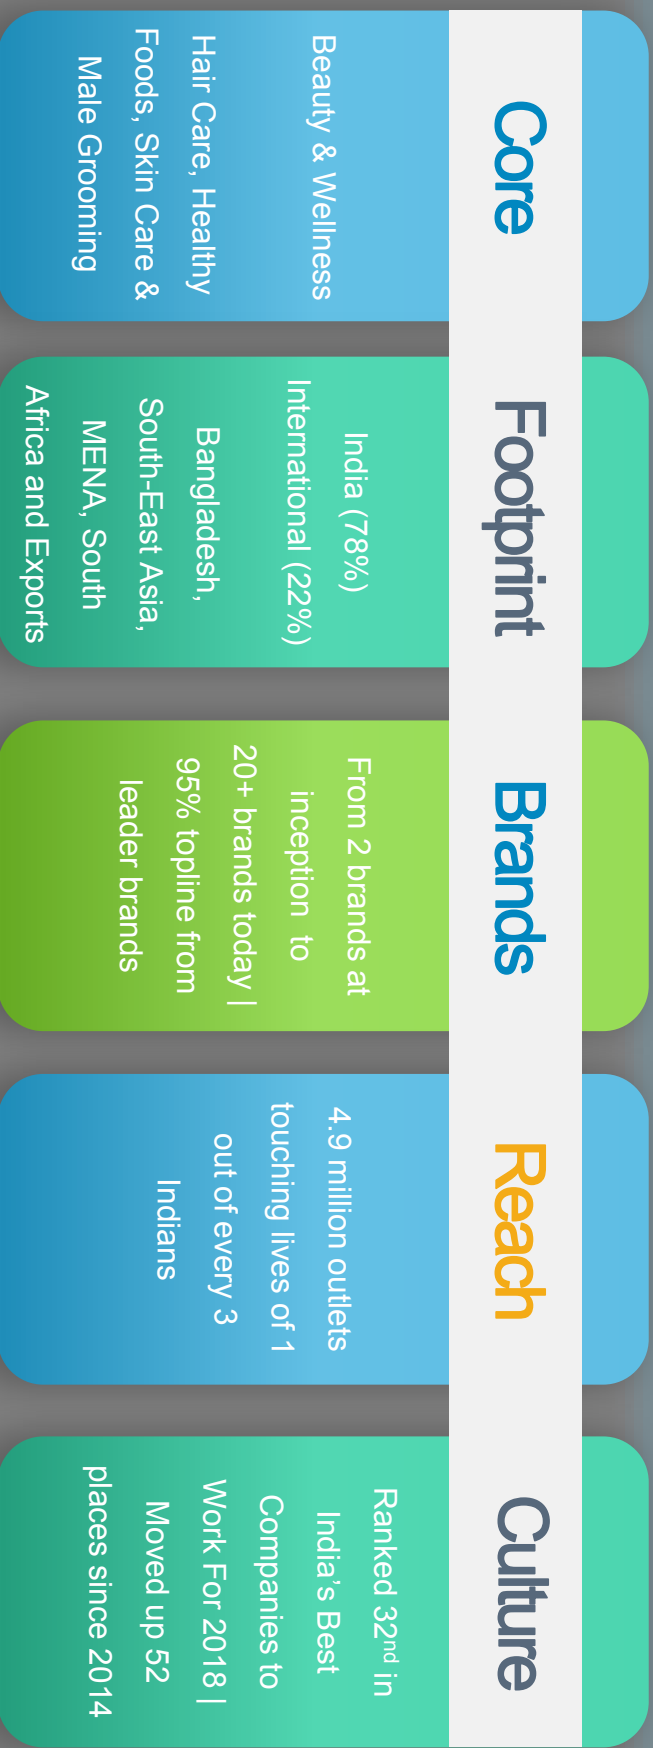 Core
Beauty & Wellness
Hair Care, Healthy
Foods, Skin Care &
Male Grooming
Footprint
India (78%)
International (22%)
Bangladesh,
South-East Asia,
MENA, South
Africa and Exports
Brands
From 2 brands at
inception to
20+ brands today |
95% topline from
leader brands
Reach
4.9 million outlets
touching lives of 1
out of every 3
Indians
Culture
Ranked 32nd in
India's Best
Companies to
Work For 2018 |
Moved up 52
places since 2014